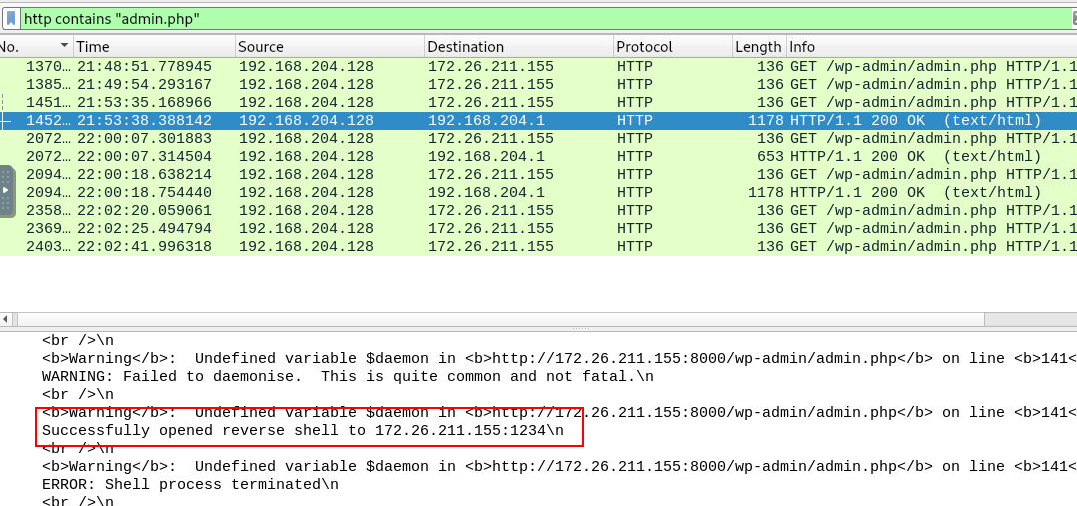 http contains "admin.php"
No. Time Source Destination Protocol Length Info
1370… 21:48:51.778945 192.168.204.128 172.26.211.155 HTTP 136 GET /wp-admin/admin.php HTTP/1.1
1385… 21:49:54.293167 192.168.204.128 172.26.211.155 HTTP 136 GET /wp-admin/admin.php HTTP/1.1
1451… 21:53:35.168966 192.168.204.128 172.26.211.155 HTTP 136 GET /wp-admin/admin.php HTTP/1.1
1452… 21:53:38.388142 192.168.204.128 192.168.204.1 HTTP 1178 HTTP/1.1 200 OK (text/html)
2072… 22:00:07.301883 192.168.204.128 172.26.211.155 HTTP 136 GET /wp-admin/admin.php HTTP/1.1
2072… 22:00:07.314504 192.168.204.128 192.168.204.1 HTTP 653 HTTP/1.1 200 OK (text/html)
2094… 22:00:18.638214 192.168.204.128 172.26.211.155 HTTP 136 GET /wp-admin/admin.php HTTP/1.1
2094… 22:00:18.754440 192.168.204.128 192.168.204.1 HTTP 1178 HTTP/1.1 200 OK (text/html)
2358… 22:02:20.059061 192.168.204.128 172.26.211.155 HTTP 136 GET /wp-admin/admin.php HTTP/1.1
2369… 22:02:25.494794 192.168.204.128 172.26.211.155 HTTP 136 GET /wp-admin/admin.php HTTP/1.1
2403… 22:02:41.996318 192.168.204.128 172.26.211.155 HTTP 136 GET /wp-admin/admin.php HTTP/1.1
<br />\n
<b>Warning</b>:  Undefined variable $daemon in <b>http://172.26.211.155:8000/wp-admin/admin.php</b> on line <b>141<
WARNING: Failed to daemonise.  This is quite common and not fatal.\n
<br />\n
<b>Warning</b>:  Undefined variable $daemon in <b>http://172.26.211.155:8000/wp-admin/admin.php</b> on line <b>141<
Successfully opened reverse shell to 172.26.211.155:1234\n
<br />\n
<b>Warning</b>:  Undefined variable $daemon in <b>http://172.26.211.155:8000/wp-admin/admin.php</b> on line <b>141<
ERROR: Shell process terminated\n
<br />\n